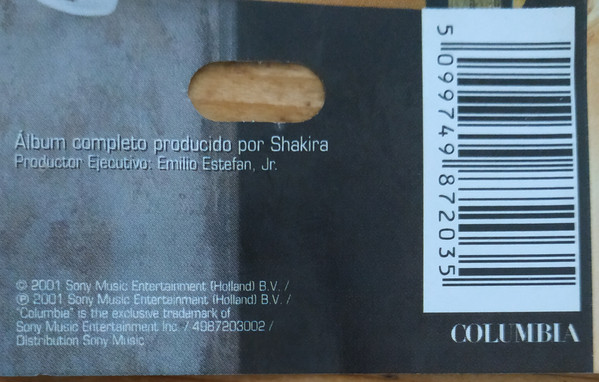 Álbum completo producido por Shakira
Productor Ejecutivo: Emilio Estefan, Jr.
5 099749 872035
© 2001 Sony Music Entertainment (Holland) B.V. /
℗ 2001 Sony Music Entertainment (Holland) B.V. /
"Columbia" is the exclusive trademark of
Sony Music Entertainment Inc. / 4987203002 /
Distribution Sony Music
COLUMBIA